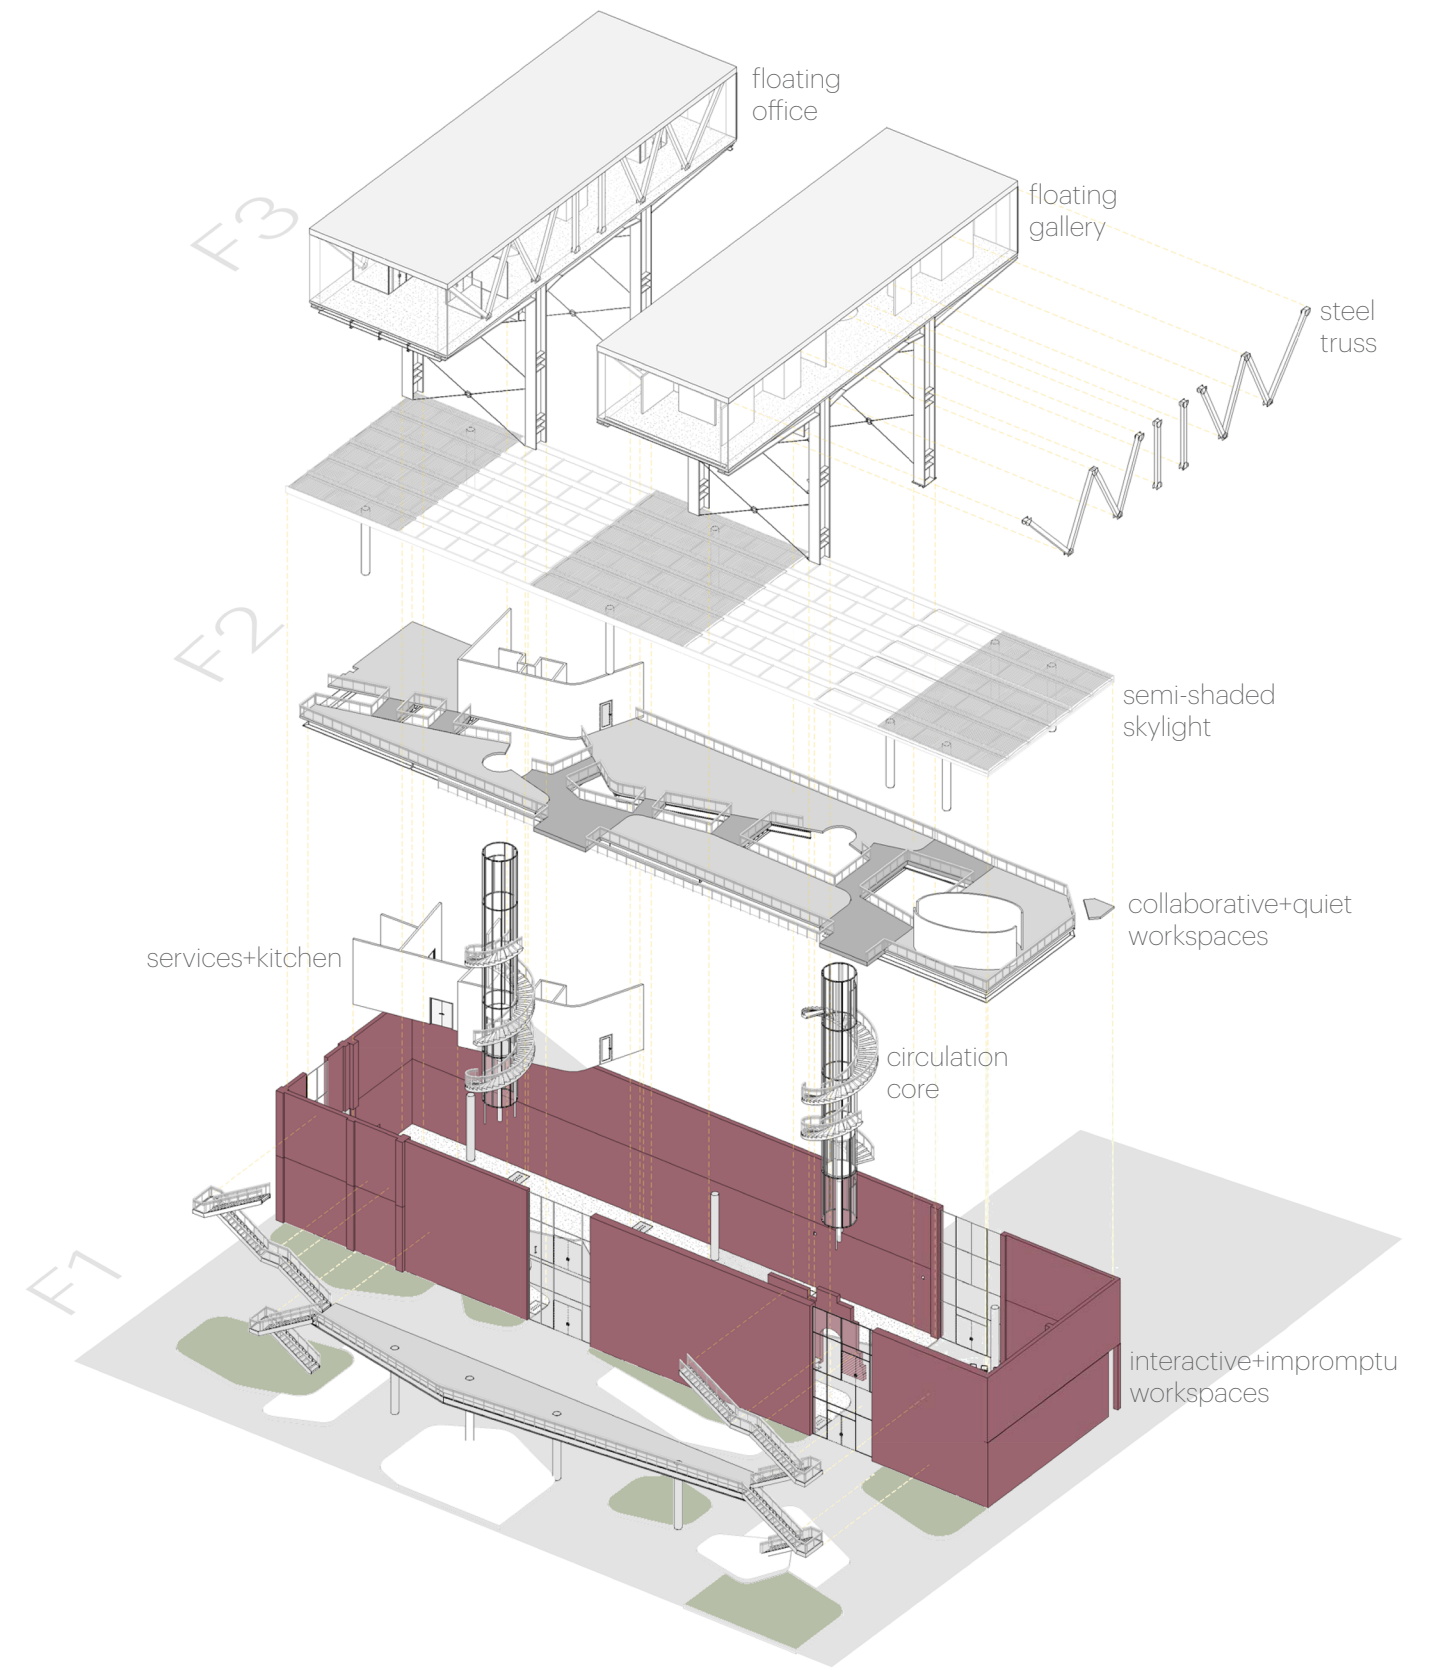 floating
office
floating
gallery
F3
steel
truss
F2
semi-shaded
skylight
collaborative+quiet
workspaces
services+kitchen
circulation
core
F1
interactive+impromptu
workspaces